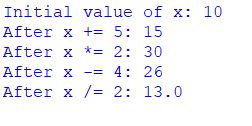 Initial value of x: 10
After x += 5: 15
After x *= 2: 30
After x -= 4: 26
After x /= 2: 13.0